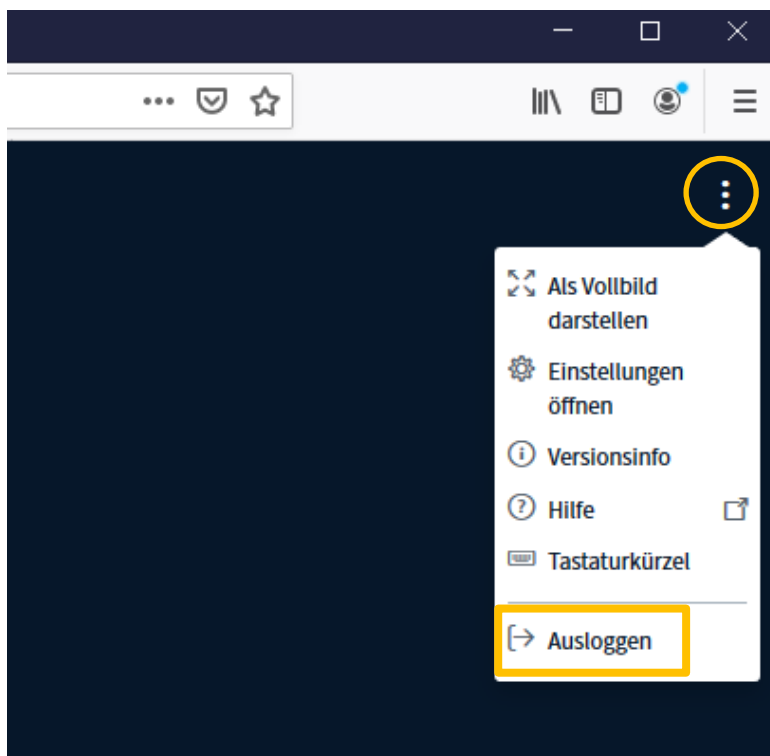 Als Vollbild
darstellen
Einstellungen
öffnen
Versionsinfo
Hilfe
Tastaturkürzel
Ausloggen